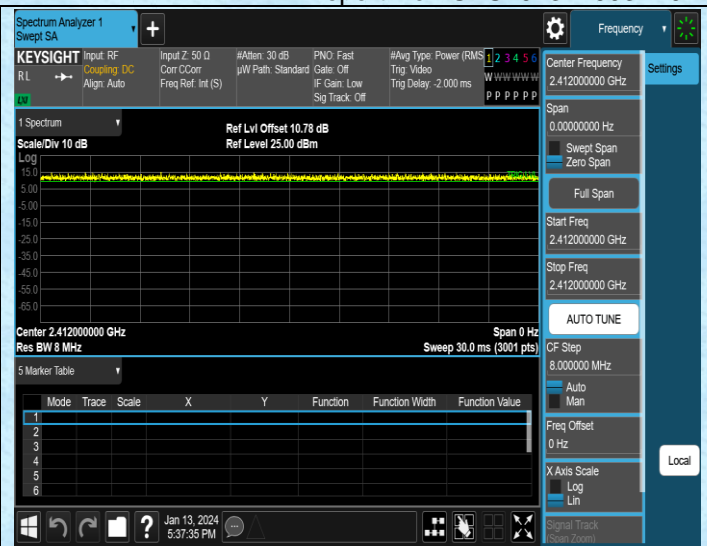 Spectrum Analyzer 1
Swept SA
+
Frequency
KEYSIGHT
Input: RF
Coupling: DC
Align: Auto
Input Z: 50 Ω
Corr CCorr
Freq Ref: Int (S)
#Atten: 30 dB
µW Path: Standard
PNO: Fast
Gate: Off
IF Gain: Low
Sig Track: Off
#Avg Type: Power (RMS
Trig: Video
Trig Delay: -2.000 ms
1 2 3 4 5 6
W W W W W W
P P P P P P
RL
LXI
Center Frequency
2.412000000 GHz
Settings
Span
0.00000000 Hz
Swept Span
Zero Span
Full Span
Start Freq
2.412000000 GHz
Stop Freq
2.412000000 GHz
AUTO TUNE
CF Step
8.000000 MHz
Auto
Man
Freq Offset
0 Hz
X Axis Scale
Log
Lin
Signal Track
(Span Zoom)
Local
1 Spectrum
Scale/Div 10 dB
Log
Ref Lvl Offset 10.78 dB
Ref Level 25.00 dBm
15.0
5.00
-5.00
-15.0
-25.0
-35.0
-45.0
-55.0
-65.0
Center 2.412000000 GHz
Res BW 8 MHz
Span 0 Hz
Sweep 30.0 ms (3001 pts)
5 Marker Table
Mode Trace Scale X Y Function Function Width Function Value
1
2
3
4
5
6
?
Jan 13, 2024
5:37:35 PM